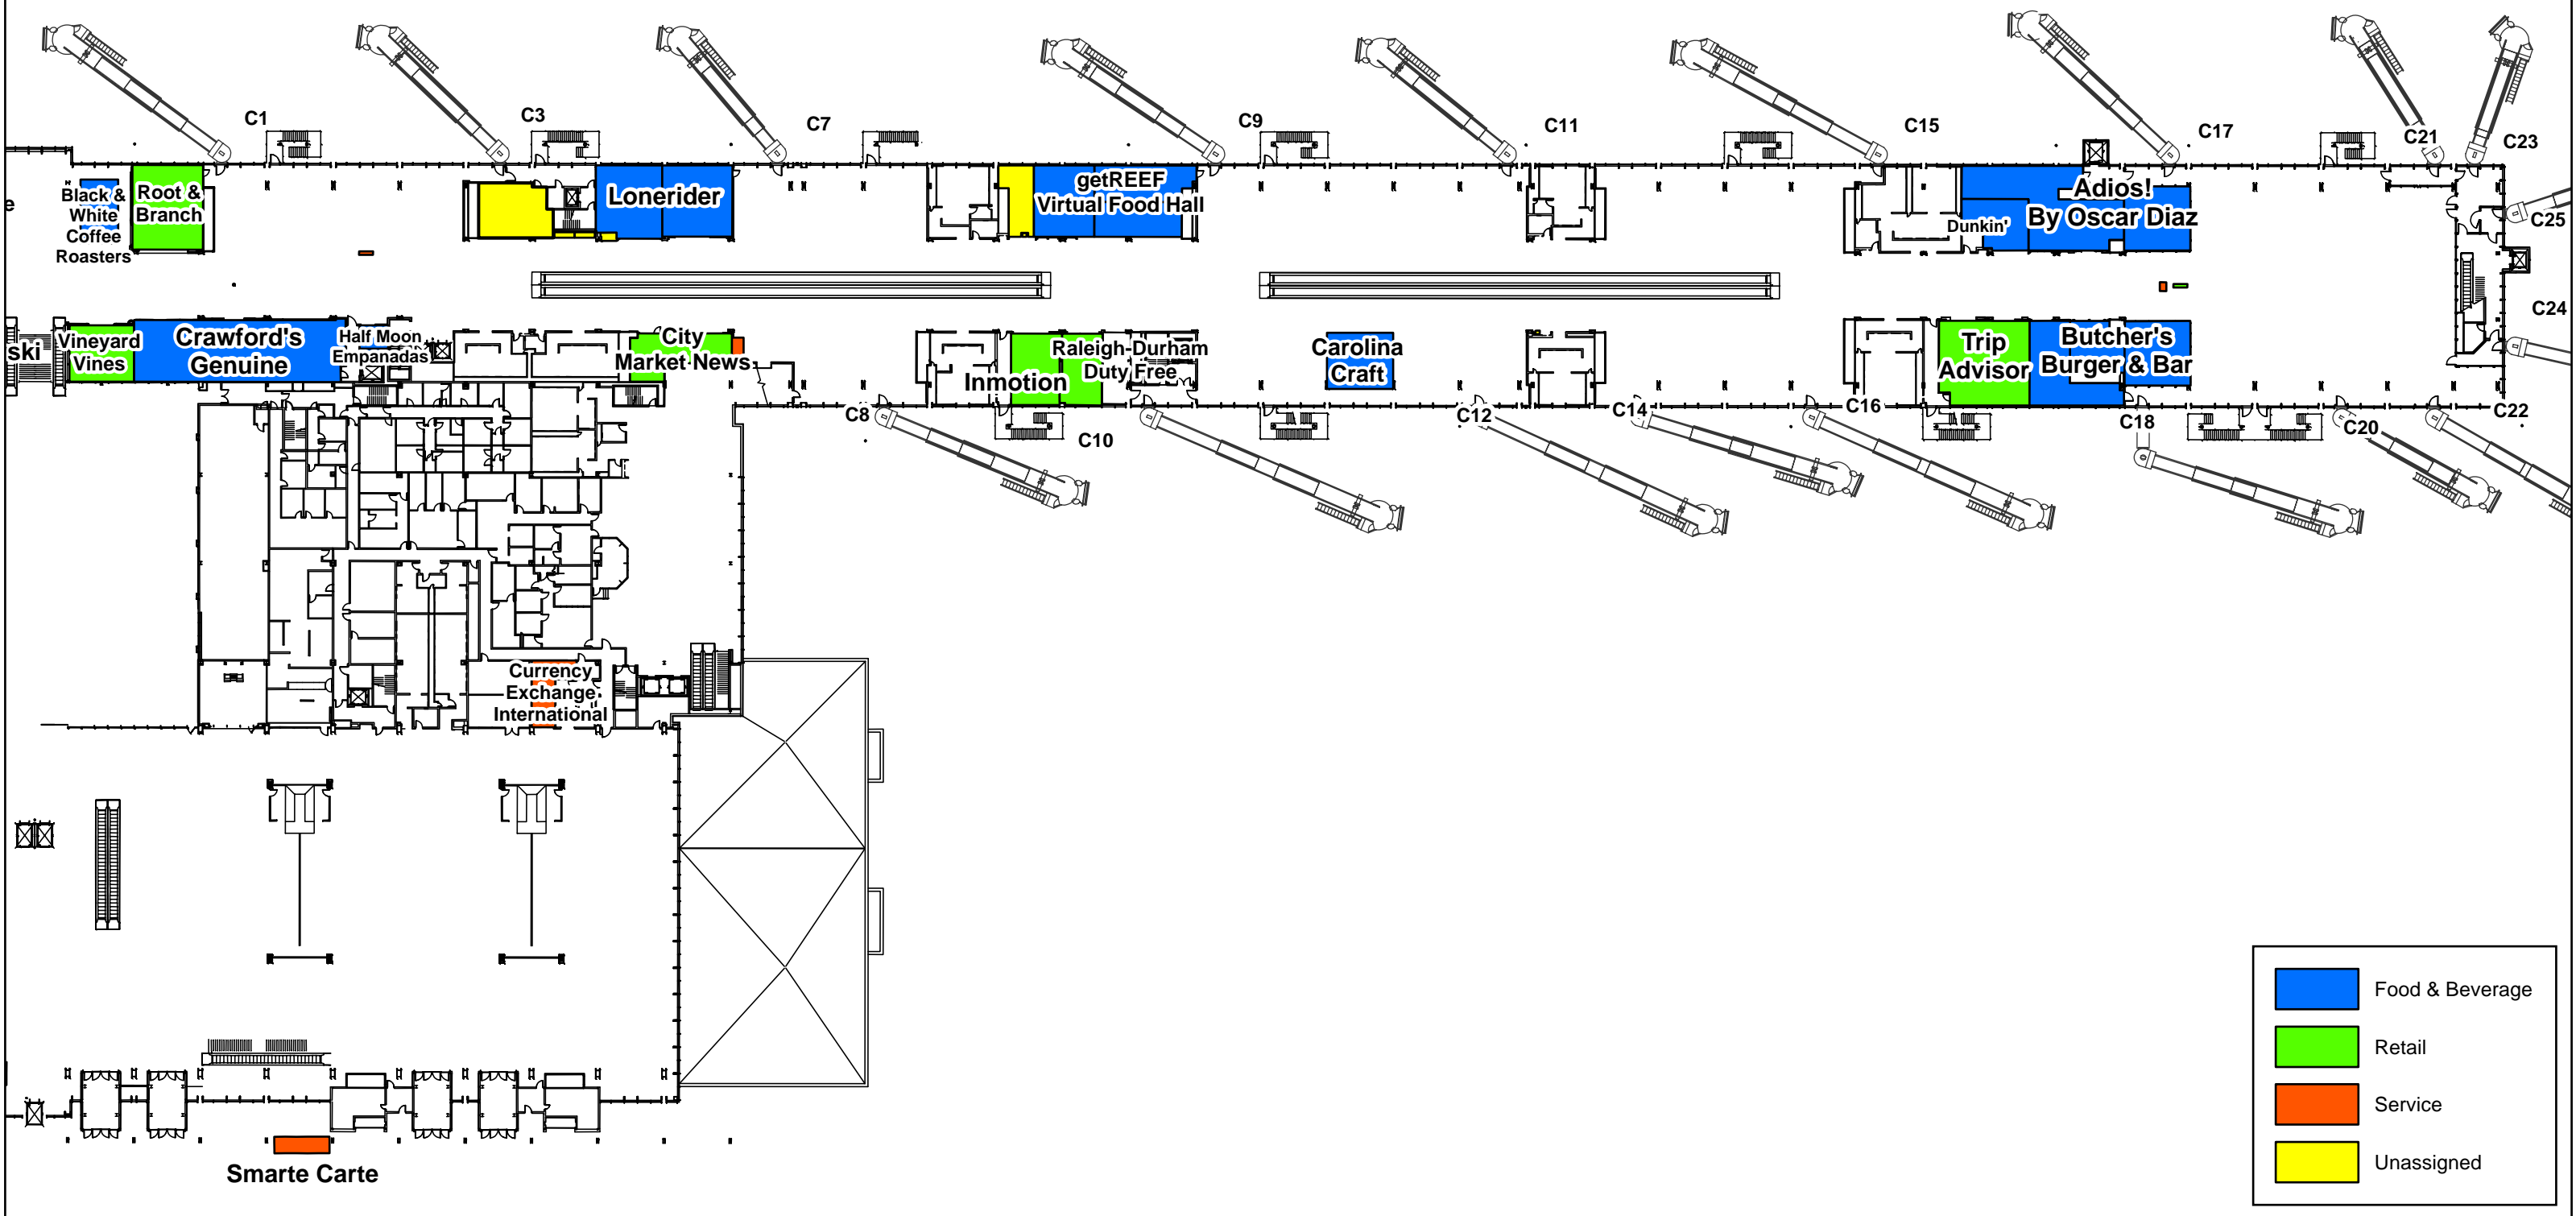 C1
C3
C7
C9
C11
C15
C17
C21
C23
C25
C24
e
Black &
White
Coffee
Roasters
Root &
Branch
Lonerider
getREEF
Virtual Food Hall
Dunkin'
Adios!
By Oscar Diaz
ski
Vineyard
Vines
Crawford's
Genuine
Half Moon
Empanadas
City
Market News
Inmotion
Raleigh-Durham
Duty Free
Carolina
Craft
Trip
Advisor
Butcher's
Burger & Bar
C8
C10
C12
C14
C16
C18
C20
C22
Currency
Exchange
International
Smarte Carte
Food & Beverage
Retail
Service
Unassigned